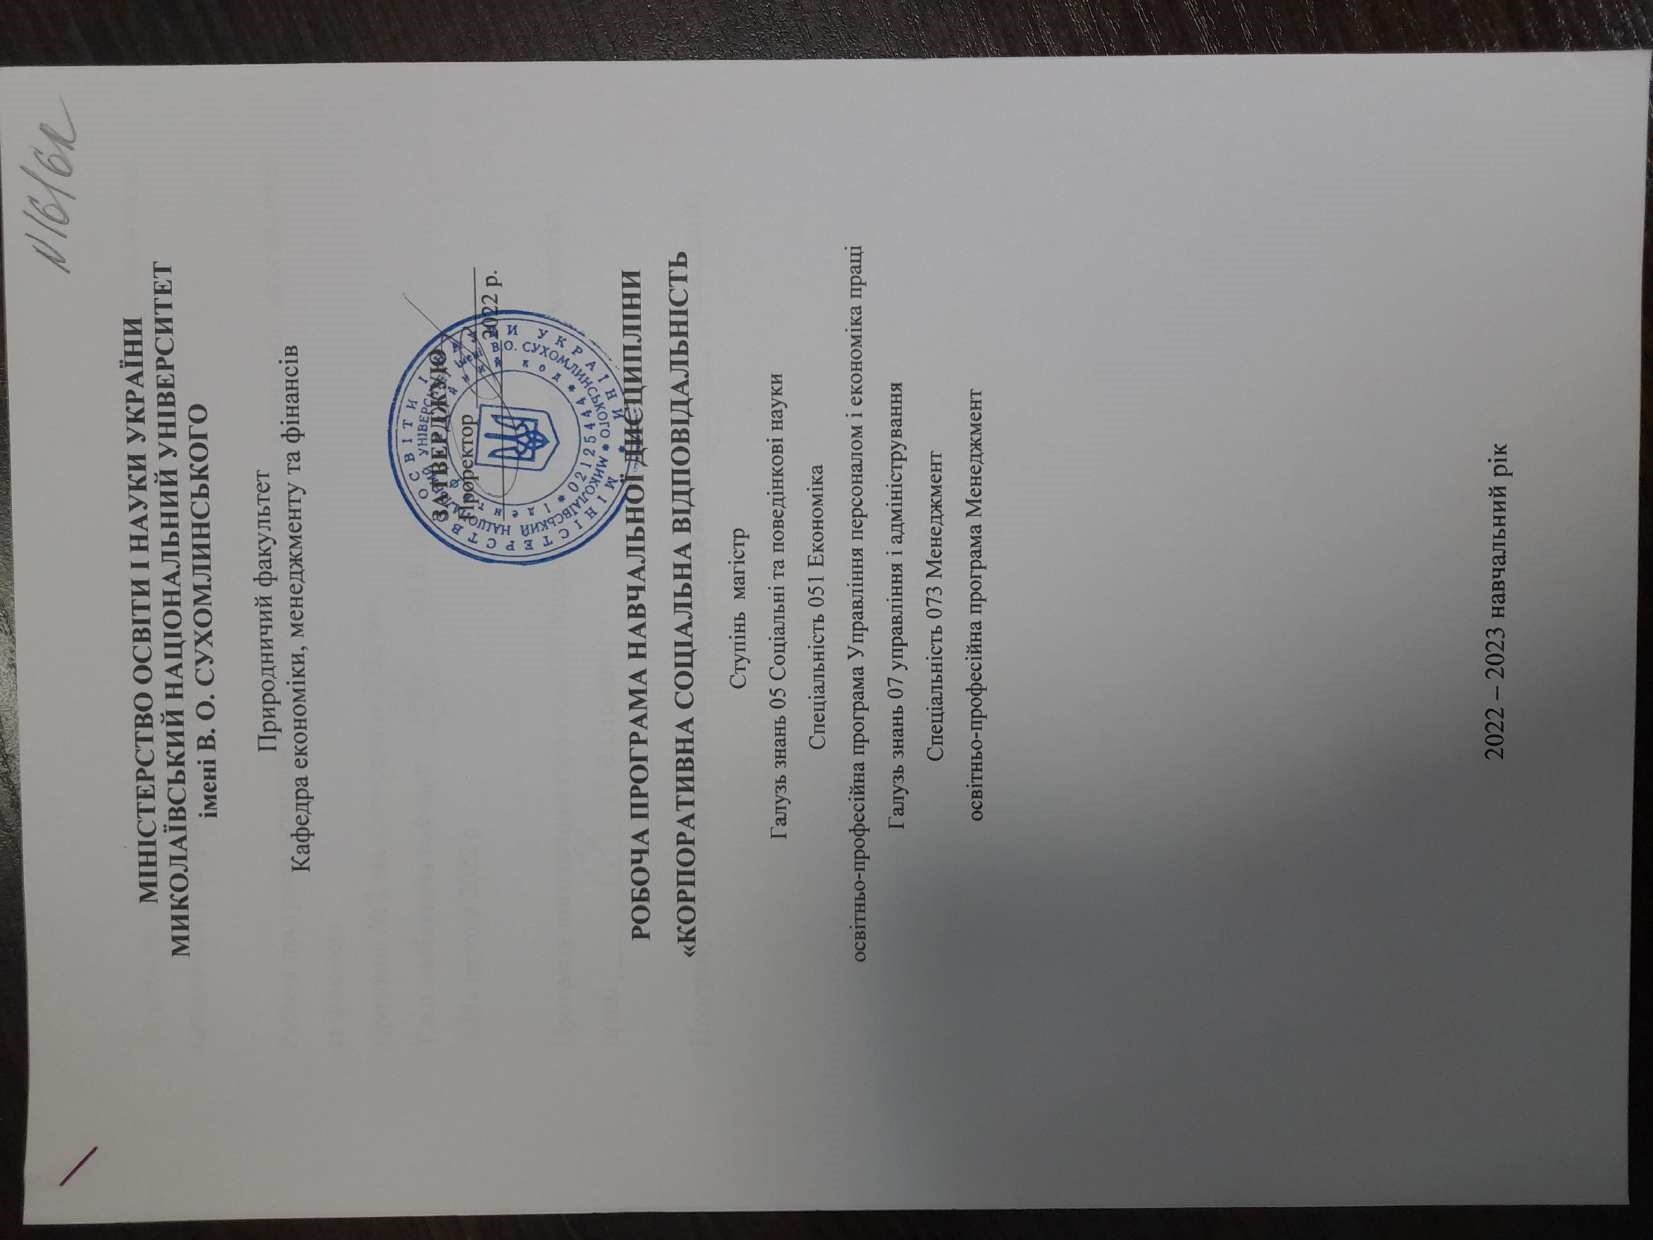 МІНІСТЕРСТВО ОСВІТИ І НАУКИ УКРАЇНИ
МИКОЛАЇВСЬКИЙ НАЦІОНАЛЬНИЙ УНІВЕРСИТЕТ
імені В. О. СУХОМЛИНСЬКОГО
Природничий факультет
Кафедра економіки, менеджменту та фінансів
ЗАТВЕРДЖУЮ
Проректор
2022 р.
РОБОЧА ПРОГРАМА НАВЧАЛЬНОЇ ДИСЦИПЛІНИ
«КОРПОРАТИВНА СОЦІАЛЬНА ВІДПОВІДАЛЬНІСТЬ
Ступінь магістр
Галузь знань 05 Соціальні та поведінкові науки
Спеціальність 051 Економіка
освітньо-професійна програма Управління персоналом і економіка праці
Галузь знань 07 управління і адміністрування
Спеціальність 073 Менеджмент
освітньо-професійна програма Менеджмент
2022 – 2023 навчальний рік